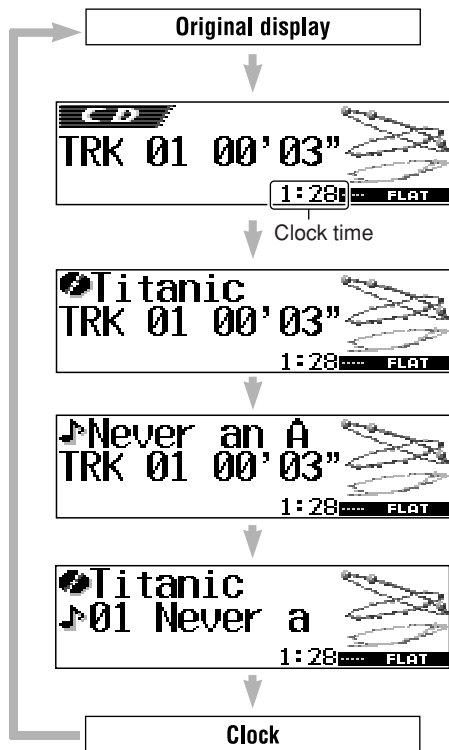 Original display
CD
TRK 01 00'03"
1:28 FLAT
Clock time
Titanic
TRK 01 00'03"
1:28 FLAT
Never an A
TRK 01 00'03"
1:28 FLAT
Titanic
01 Never a
1:28 FLAT
Clock